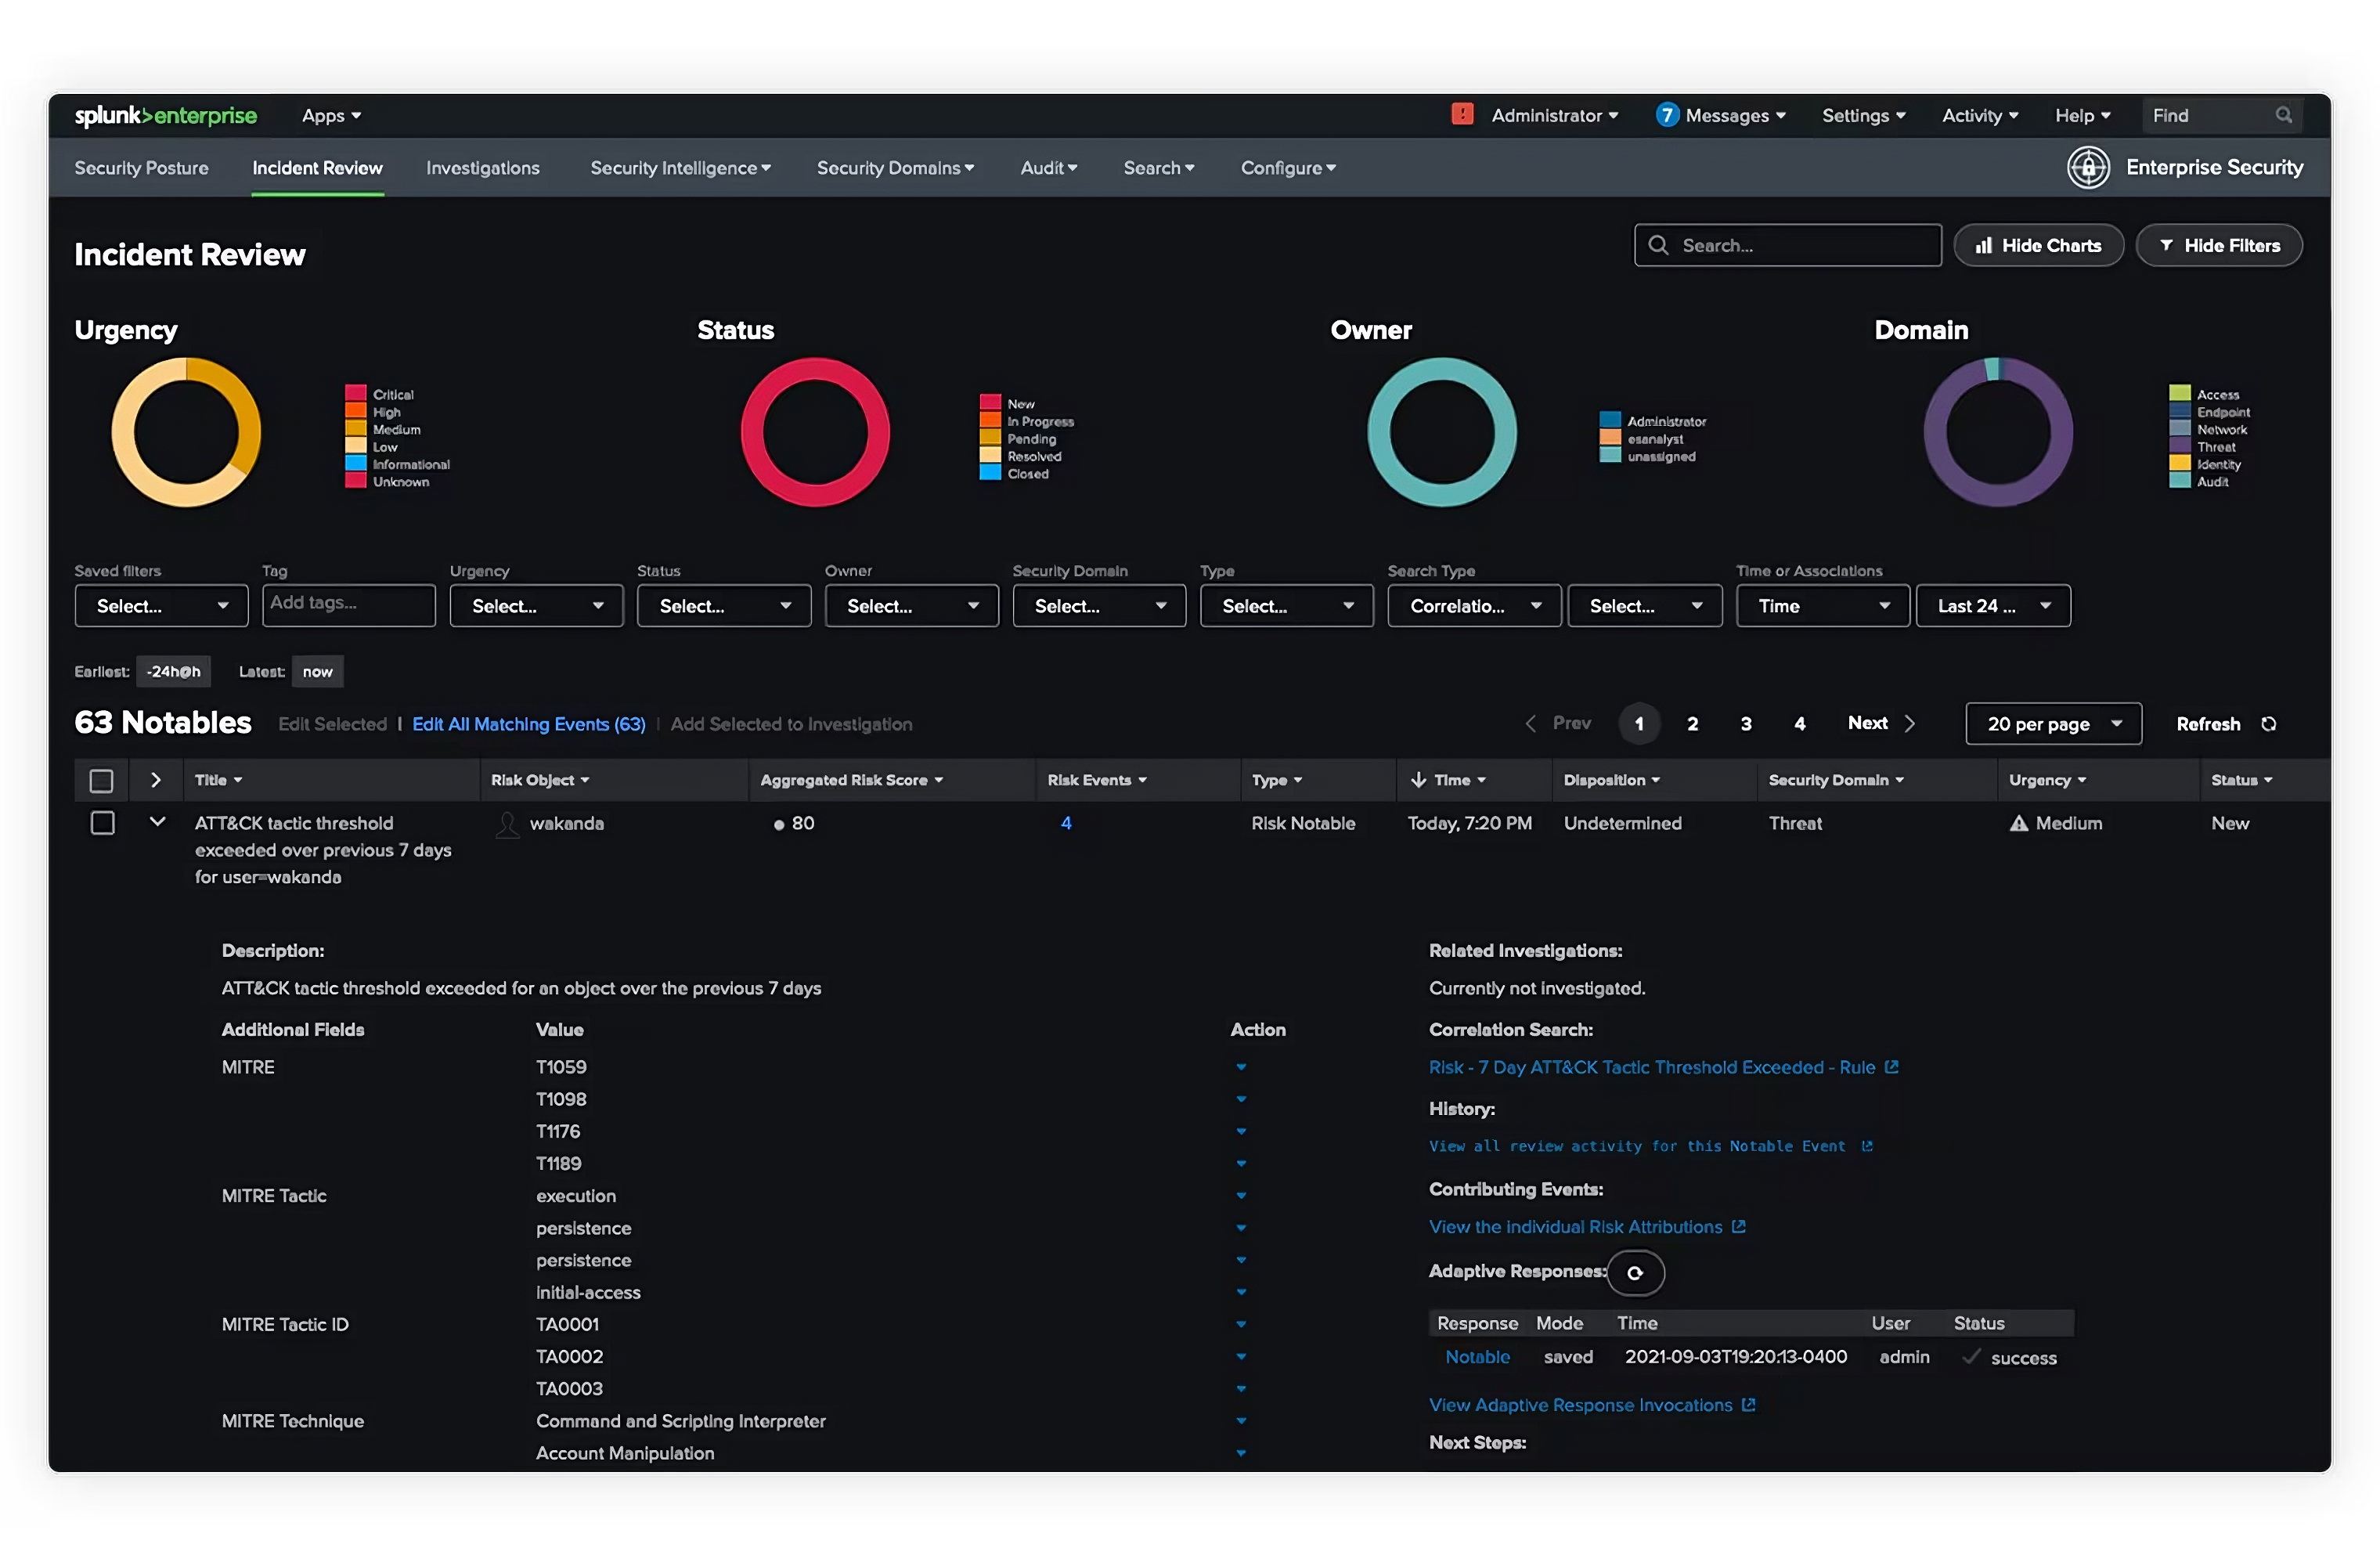 splunk>enterprise Apps Administrator 7 Messages Settings Activity Help Find
Security Posture Incident Review Investigations Security Intelligence Security Domains Audit Search Configure Enterprise Security
Incident Review Search... Hide Charts Hide Filters
Urgency Status Owner Domain
Critical
High
Medium
Low
Informational
Unknown
New
In Progress
Pending
Resolved
Closed
Administrator
esanalyst
unassigned
Access
Endpoint
Network
Threat
Identity
Audit
Saved filters Tag Urgency Status Owner Security Domain Type Search Type Time or Associations
Select... Add tags... Select... Select... Select... Select... Select... Correlatio... Select... Time Last 24 ...
Earliest: -24h@h Latest: now
63 Notables Edit Selected | Edit All Matching Events (63) | Add Selected to Investigation < Prev 1 2 3 4 Next > 20 per page Refresh
Title Risk Object Aggregated Risk Score Risk Events Type Time Disposition Security Domain Urgency Status
ATT&CK tactic threshold wakanda 80 4 Risk Notable Today, 7:20 PM Undetermined Threat Medium New
exceeded over previous 7 days
for user=wakanda
Description:
ATT&CK tactic threshold exceeded for an object over the previous 7 days
Additional Fields Value Action
MITRE T1059
T1098
T1176
T1189
MITRE Tactic execution
persistence
persistence
initial-access
MITRE Tactic ID TA0001
TA0002
TA0003
MITRE Technique Command and Scripting Interpreter
Account Manipulation
Related Investigations:
Currently not investigated.
Correlation Search:
Risk - 7 Day ATT&CK Tactic Threshold Exceeded - Rule
History:
View all review activity for this Notable Event
Contributing Events:
View the individual Risk Attributions
Adaptive Responses:
Response Mode Time User Status
Notable saved 2021-09-03T19:20:13-0400 admin success
View Adaptive Response Invocations
Next Steps: